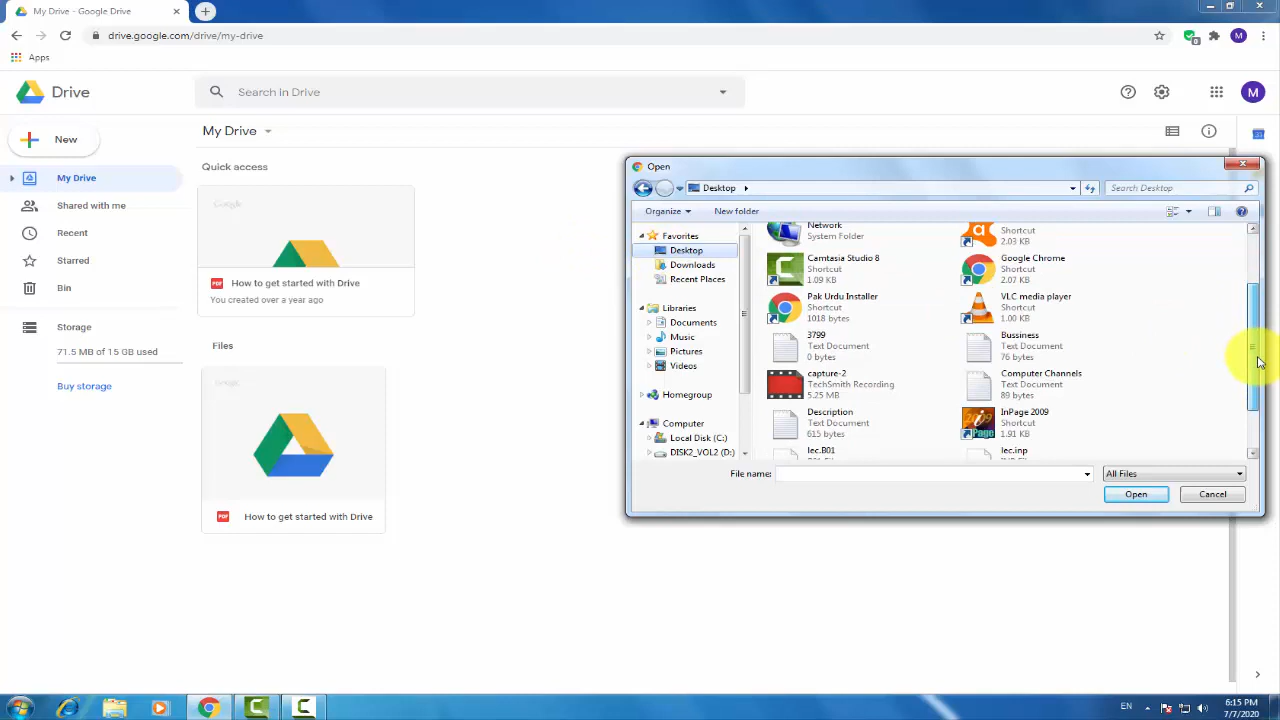 My Drive - Google Drive
drive.google.com/drive/my-drive
M
Apps
Drive
Search in Drive
M
New
My Drive
My Drive
Shared with me
Recent
Starred
Bin
Storage
71.5 MB of 15 GB used
Buy storage
Quick access
Google
How to get started with Drive
You created over a year ago
Files
Google
How to get started with Drive
Open
Desktop
Search Desktop
Organize
New folder
Favorites
Desktop
Downloads
Recent Places
Libraries
Documents
Music
Pictures
Videos
Homegroup
Computer
Local Disk (C:)
DISK2_VOL2 (D:)
Network
System Folder
Shortcut
2.03 KB
Camtasia Studio 8
Shortcut
1.09 KB
Google Chrome
Shortcut
2.07 KB
Pak Urdu Installer
Shortcut
1018 bytes
VLC media player
Shortcut
1.00 KB
3799
Text Document
0 bytes
Bussiness
Text Document
76 bytes
capture-2
TechSmith Recording
5.25 MB
Computer Channels
Text Document
89 bytes
Description
Text Document
615 bytes
InPage 2009
Shortcut
1.91 KB
lec.B01
lec.inp
File name:
All Files
Open
Cancel
EN
6:15 PM
7/7/2020